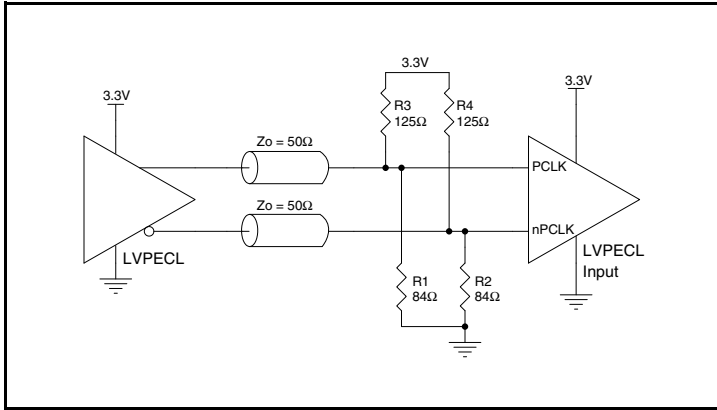 3.3V
3.3V
3.3V
R3
125Ω
R4
125Ω
Zo = 50Ω
PCLK
Zo = 50Ω
nPCLK
LVPECL
LVPECL
Input
R1
84Ω
R2
84Ω